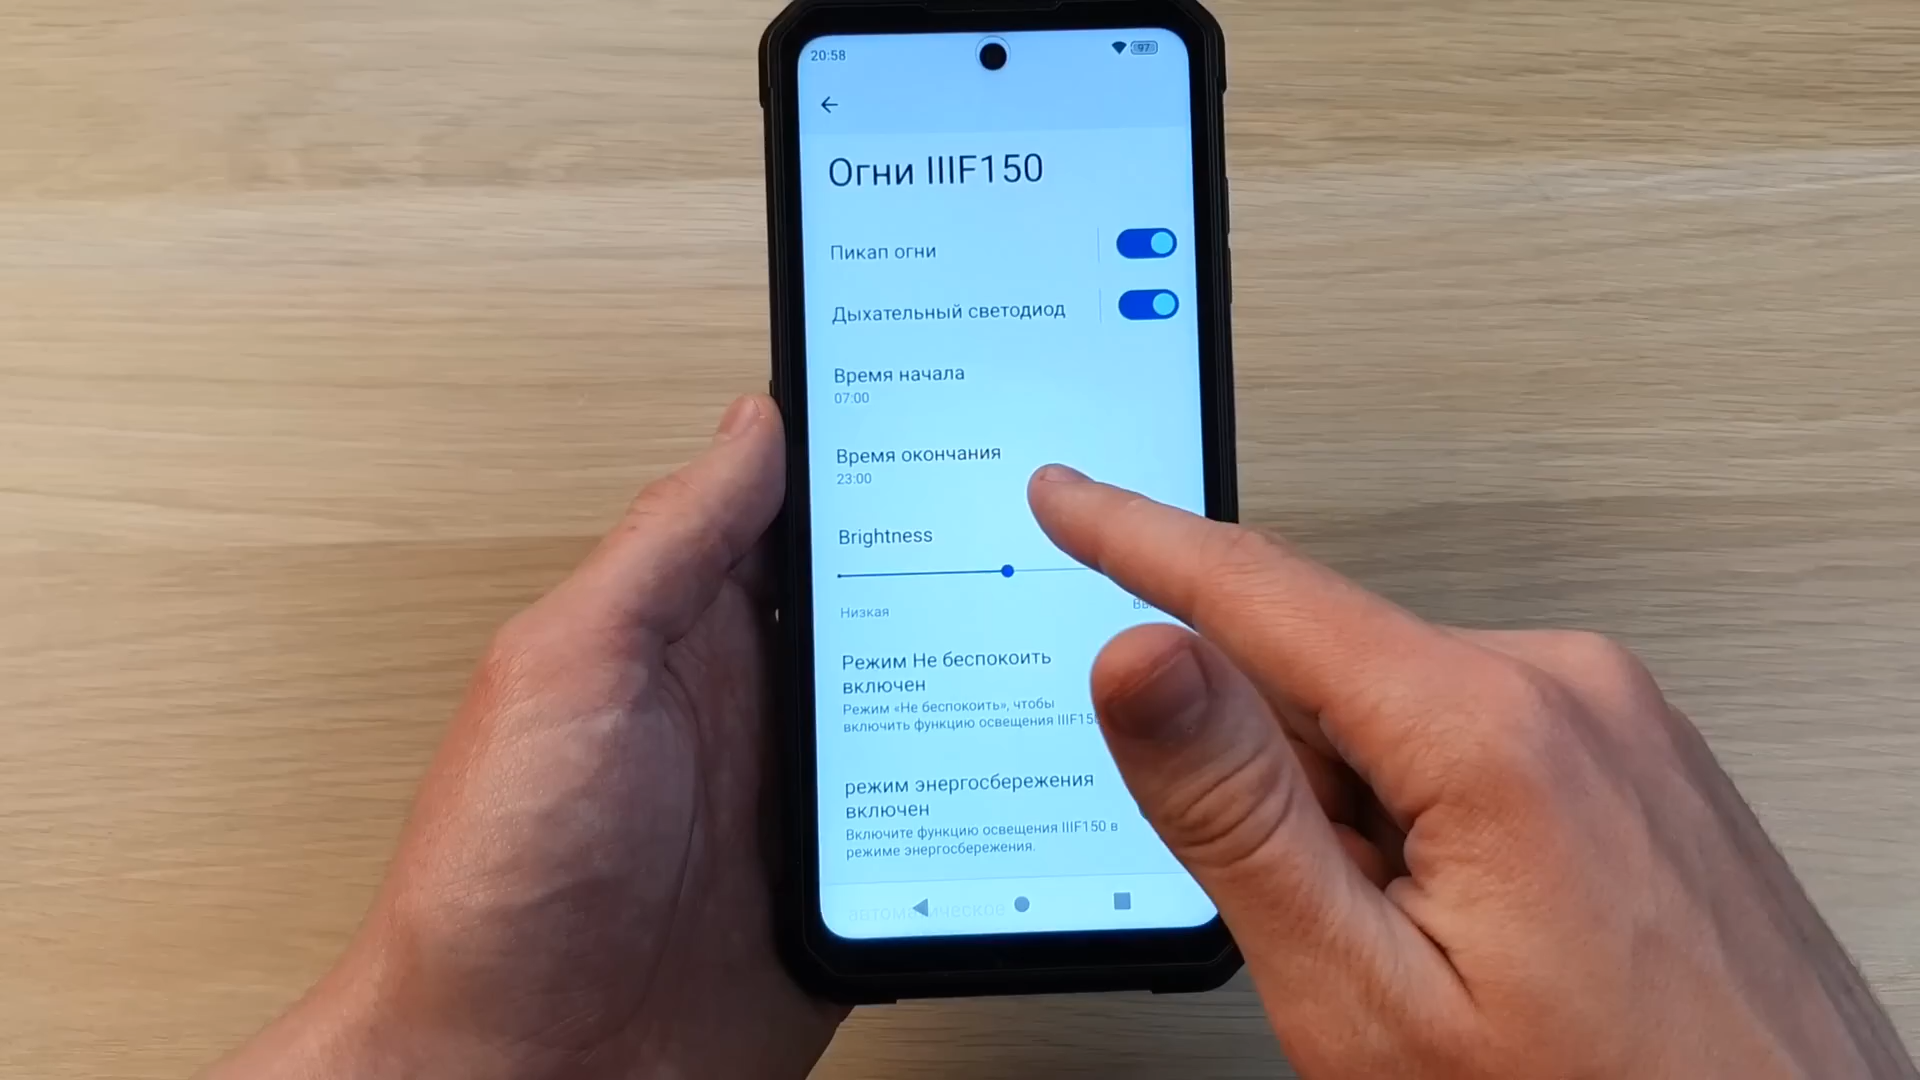 20:58
97
Огни IIIF150
Пикап огни
Дыхательный светодиод
Время начала
07:00
Время окончания
23:00
Brightness
Низкая
Режим Не беспокоить
включен
Режим «Не беспокоить», чтобы
включить функцию освещения IIIF150
режим энергосбережения
включен
Включите функцию освещения IIIF150 в
режиме энергосбережения.